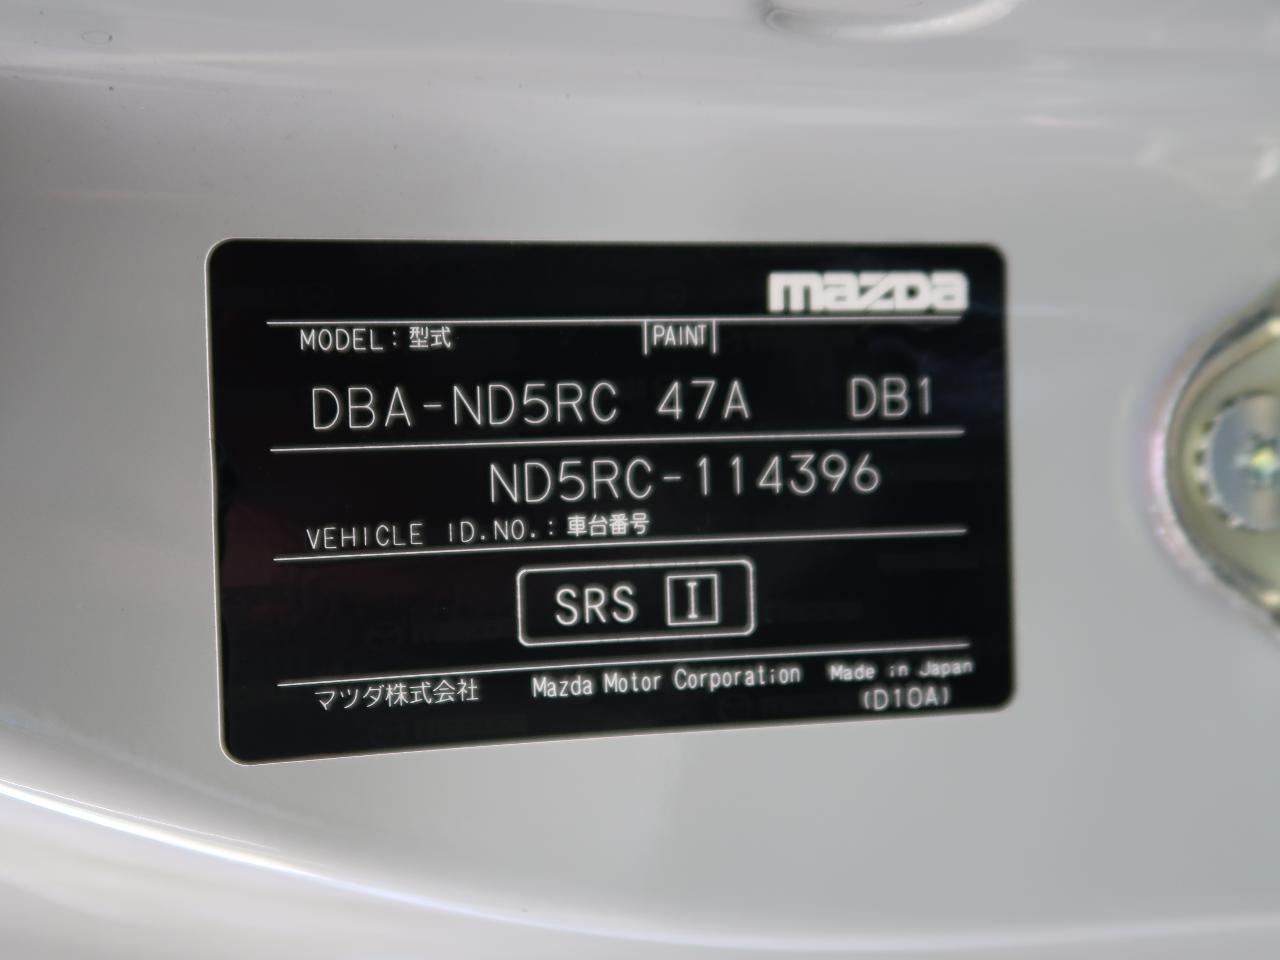 mazda
MODEL : 型式 PAINT
DBA-ND5RC 47A DB1
ND5RC-114396
VEHICLE ID.NO. : 車台番号
SRS I
マツダ株式会社 Mazda Motor Corporation Made in Japan
(D10A)